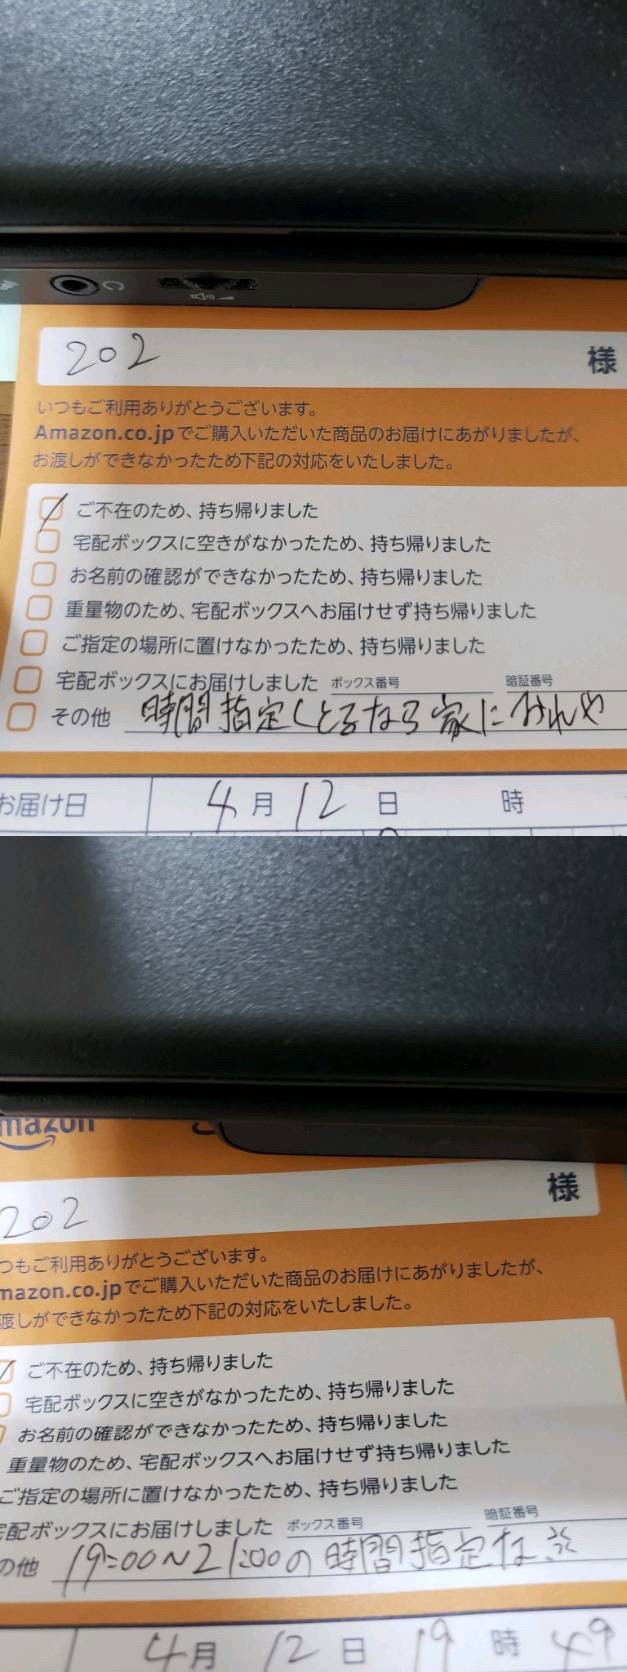 202
様
いつもご利用ありがとうございます。
Amazon.co.jpでご購入いただいた商品のお届けにあがりましたが、
お渡しができなかったため下記の対応をいたしました。
ご不在のため、持ち帰りました
宅配ボックスに空きがなかったため、持ち帰りました
お名前の確認ができなかったため、持ち帰りました
重量物のため、宅配ボックスへお届けせず持ち帰りました
ご指定の場所に置けなかったため、持ち帰りました
宅配ボックスにお届けしました ボックス番号 暗証番号
その他 時間指定しとるなら家におれや
お届け日 4月12日 時
mazon
202
様
つもご利用ありがとうございます。
mazon.co.jpでご購入いただいた商品のお届けにあがりましたが、
渡しができなかったため下記の対応をいたしました。
ご不在のため、持ち帰りました
宅配ボックスに空きがなかったため、持ち帰りました
お名前の確認ができなかったため、持ち帰りました
重量物のため、宅配ボックスへお届けせず持ち帰りました
ご指定の場所に置けなかったため、持ち帰りました
宅配ボックスにお届けしました ボックス番号 暗証番号
の他 19:00~21:00の時間指定な
4月12日19時49